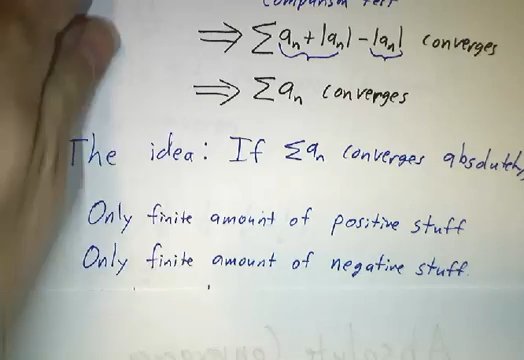 Comparison Test
⟹ ∑ aₙ + |aₙ| − |aₙ| converges
⟹ ∑ aₙ converges
The idea: If ∑aₙ converges absolutely,
Only finite amount of positive stuff
Only finite amount of negative stuff.